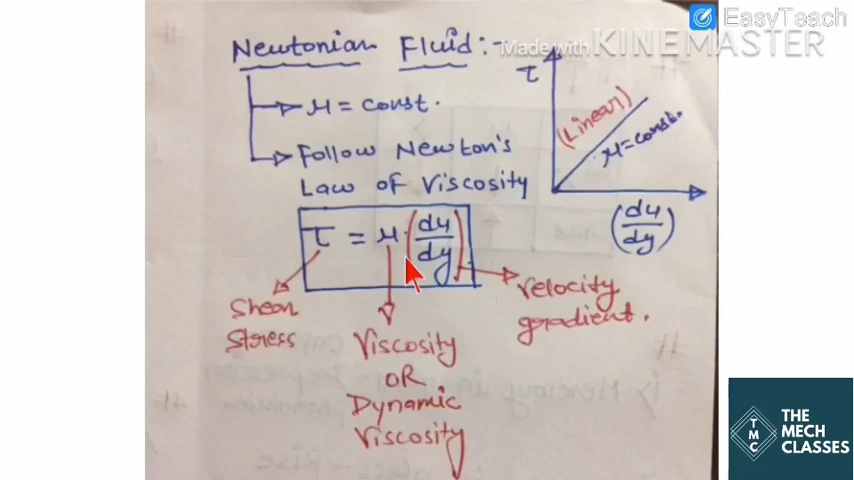 EasyTeach
Made with KINEMASTER
Newtonian Fluid:-
μ = const.
Follow Newton's
Law of Viscosity
τ = μ. (du/dy)
Shear
Stress
Viscosity
OR
Dynamic
Viscosity
Velocity
gradient.
τ
(Linear)
μ=const.
(du/dy)
TMC
THE
MECH
CLASSES